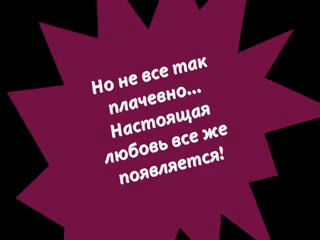 Но не все так
плачевно...
Настоящая
любовь все же
появляется!